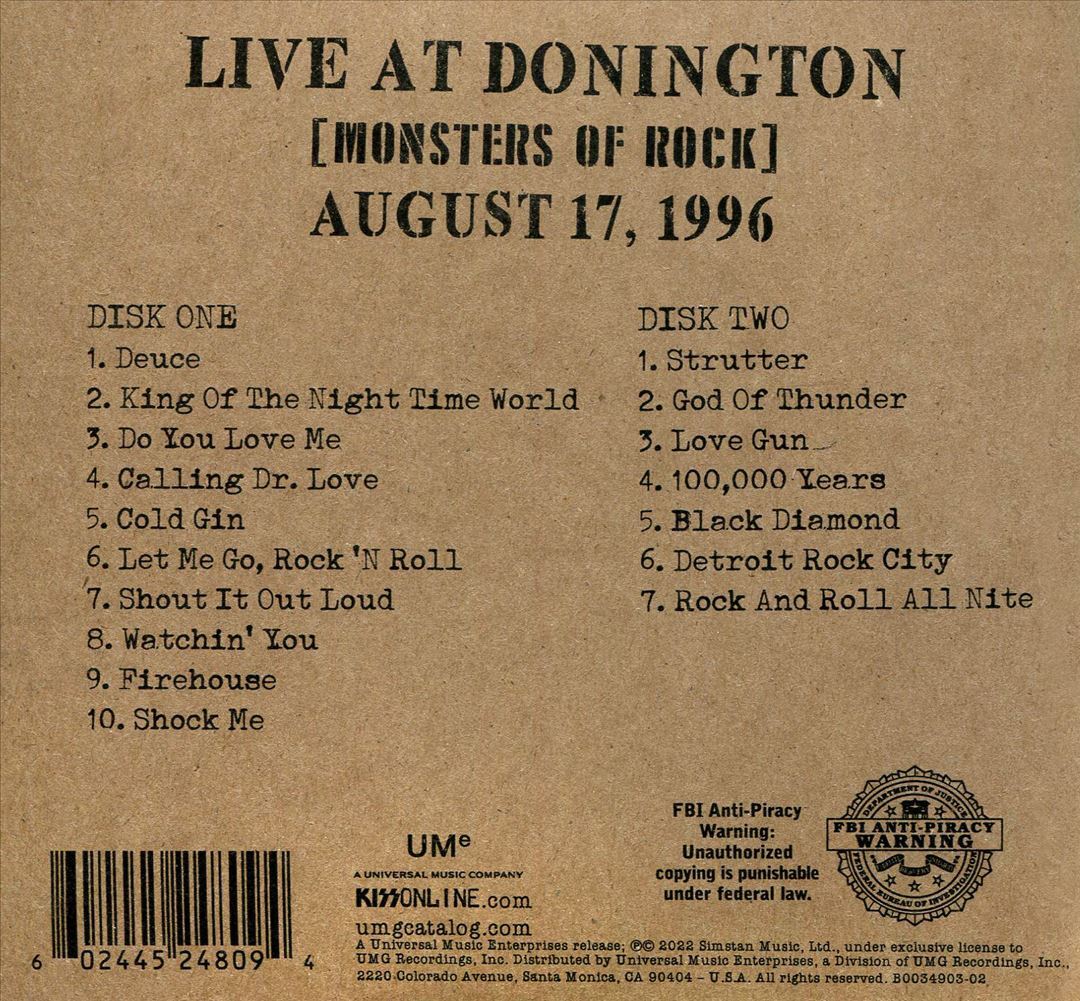 LIVE AT DONINGTON
[MONSTERS OF ROCK]
AUGUST 17, 1996
DISK ONE
1. Deuce
2. King Of The Night Time World
3. Do You Love Me
4. Calling Dr. Love
5. Cold Gin
6. Let Me Go, Rock 'N Roll
7. Shout It Out Loud
8. Watchin' You
9. Firehouse
10. Shock Me
DISK TWO
1. Strutter
2. God Of Thunder
3. Love Gun
4. 100,000 Years
5. Black Diamond
6. Detroit Rock City
7. Rock And Roll All Nite
6 02445 24809 4
UMe
A UNIVERSAL MUSIC COMPANY
KISSONLINE.com
umgcatalog.com
FBI Anti-Piracy
Warning:
Unauthorized
copying is punishable
under federal law.
DEPARTMENT OF JUSTICE
FBI ANTI-PIRACY
WARNING
FEDERAL BUREAU OF INVESTIGATION
A Universal Music Enterprises release; ℗© 2022 Simstan Music, Ltd., under exclusive license to
UMG Recordings, Inc. Distributed by Universal Music Enterprises, a Division of UMG Recordings, Inc.,
2220 Colorado Avenue, Santa Monica, CA 90404 – U.S.A. All rights reserved. B0034903-02